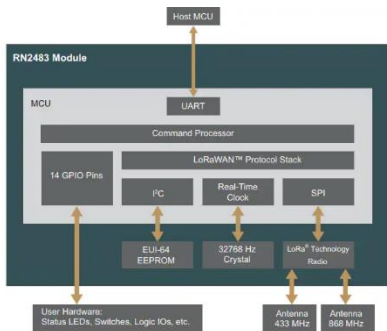 Host MCU
RN2483 Module
MCU
UART
Command Processor
14 GPIO Pins
LoRaWAN™ Protocol Stack
I²C
Real-Time
Clock
SPI
EUI-64
EEPROM
32768 Hz
Crystal
LoRa® Technology
Radio
User Hardware:
Status LEDs, Switches, Logic IOs, etc.
Antenna
433 MHz
Antenna
868 MHz